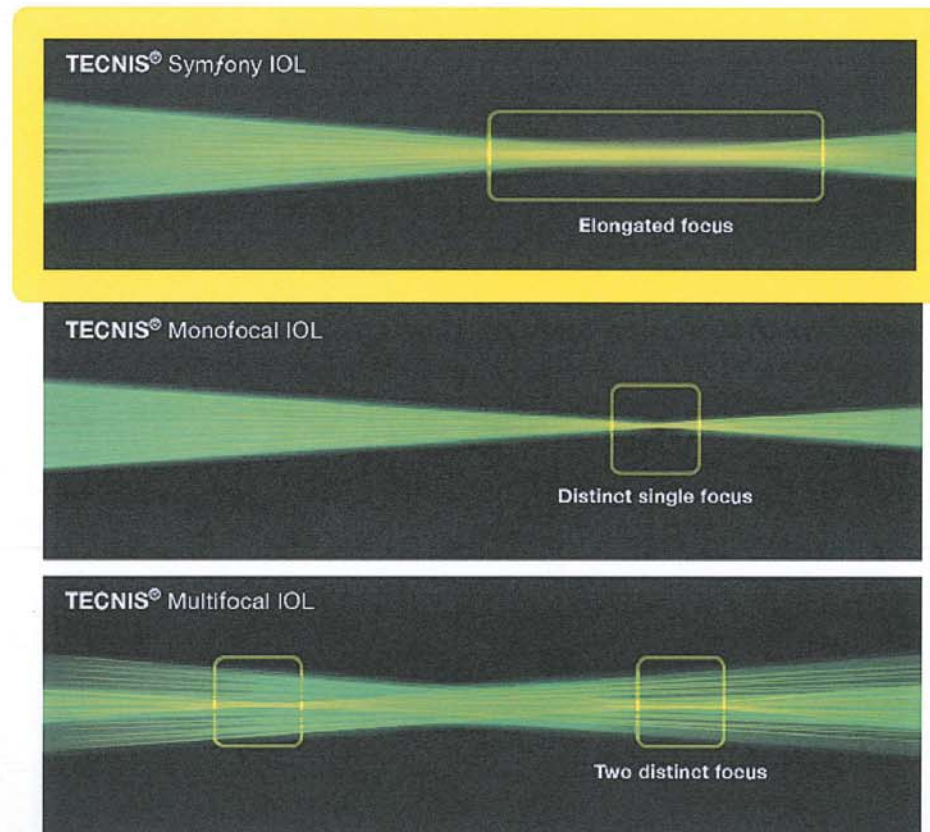 TECNIS® Symfony IOL
Elongated focus
TECNIS® Monofocal IOL
Distinct single focus
TECNIS® Multifocal IOL
Two distinct focus